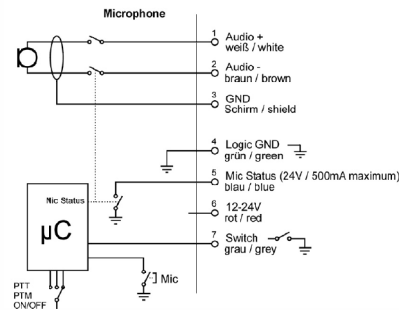 Microphone
1 Audio +
weiß / white
2 Audio -
braun / brown
3 GND
Schirm / shield
4 Logic GND
grün / green
5 Mic Status (24V / 500mA maximum)
blau / blue
6 12-24V
rot / red
7 Switch
grau / grey
Nic Status
µC
Mic
PTT
PTM
ON/OFF